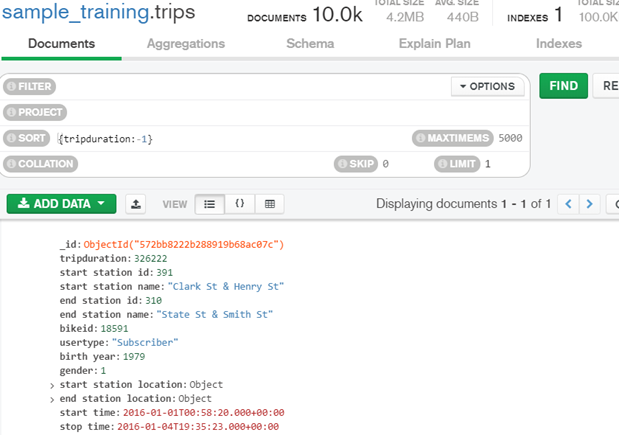 sample_training.trips
DOCUMENTS 10.0k TOTAL SIZE 4.2MB AVG. SIZE 440B INDEXES 1 TOTAL 100.0K
Documents Aggregations Schema Explain Plan Indexes
FILTER OPTIONS FIND RE
PROJECT
SORT {tripduration:-1} MAXTIMEMS 5000
COLLATION SKIP 0 LIMIT 1
ADD DATA VIEW {} Displaying documents 1 - 1 of 1
_id:ObjectId("572bb8222b288919b68ac07c")
tripduration:326222
start station id:391
start station name:"Clark St & Henry St"
end station id:310
end station name:"State St & Smith St"
bikeid:18591
usertype:"Subscriber"
birth year:1979
gender:1
start station location:Object
end station location:Object
start time:2016-01-01T00:58:20.000+00:00
stop time:2016-01-04T19:35:23.000+00:00